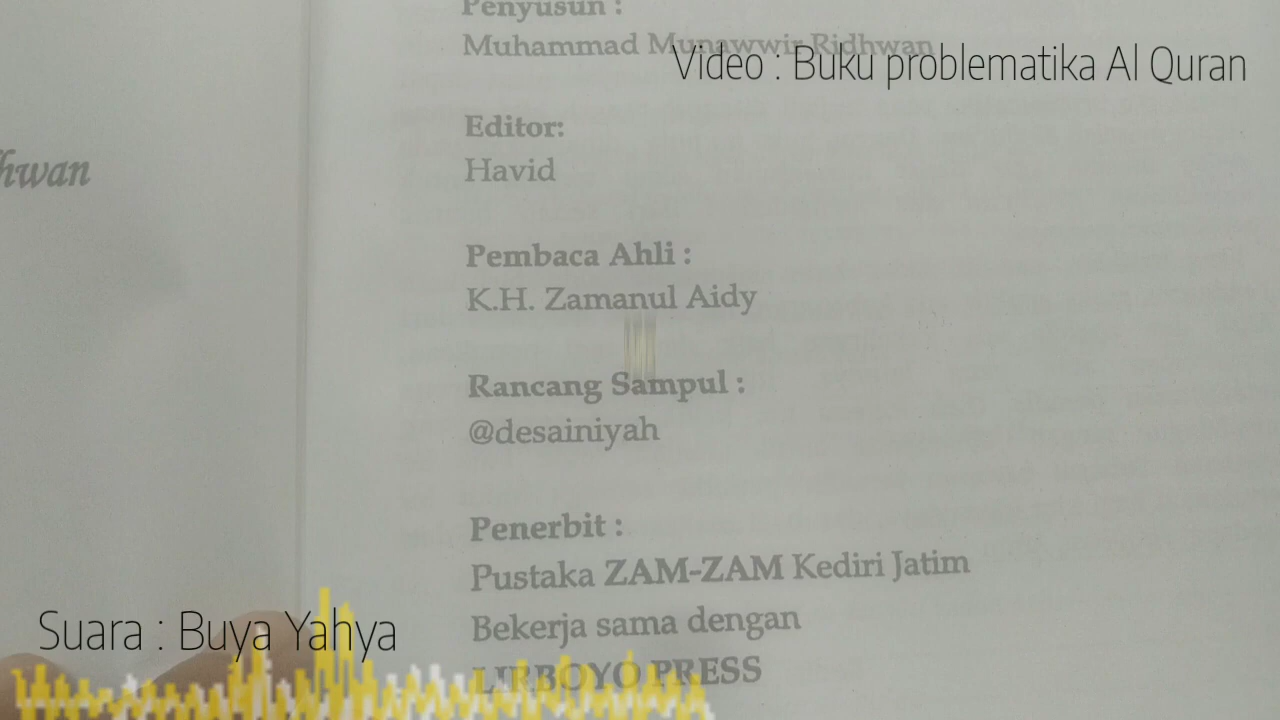 Penyusun :
Muhammad Munawwir Ridhwan
Video : Buku problematika Al Quran
Editor:
Havid
hwan
Pembaca Ahli :
K.H. Zamanul Aidy
Rancang Sampul :
@desainiyah
Penerbit :
Pustaka ZAM-ZAM Kediri Jatim
Bekerja sama dengan
LIRBOYO PRESS
Suara : Buya Yahya